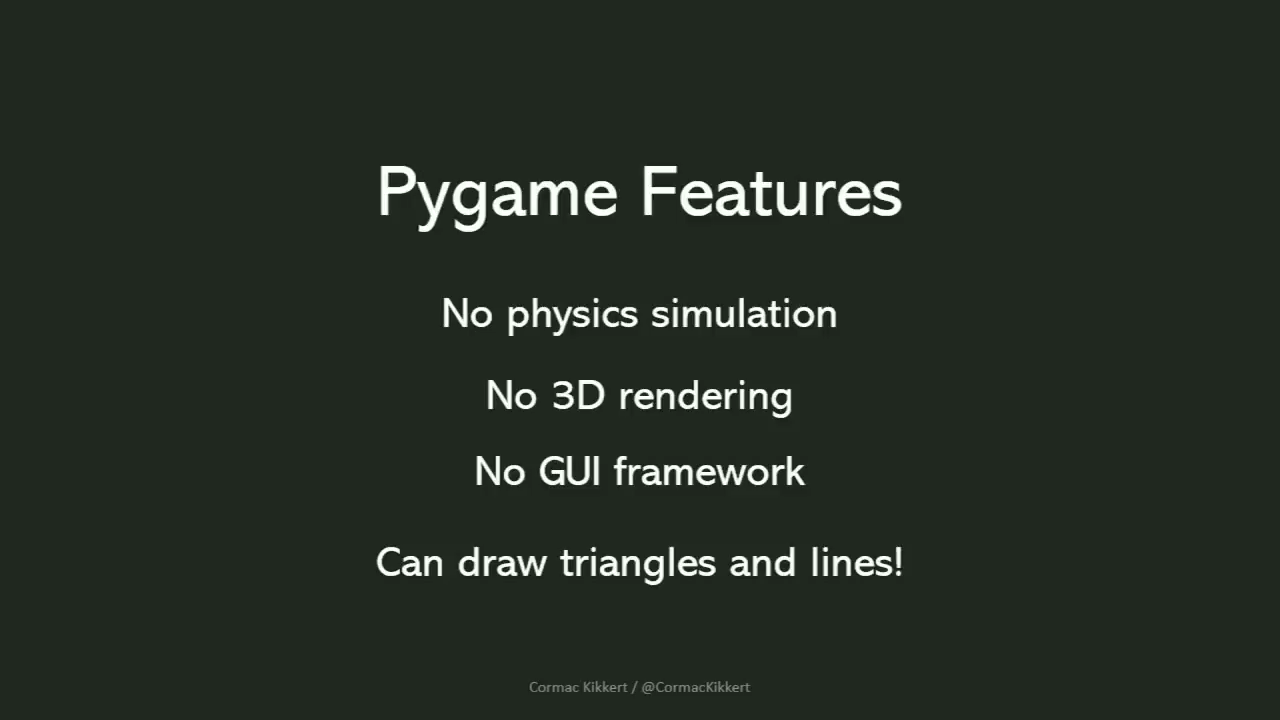 Pygame Features
No physics simulation
No 3D rendering
No GUI framework
Can draw triangles and lines!
Cormac Kikkert / @CormacKikkert